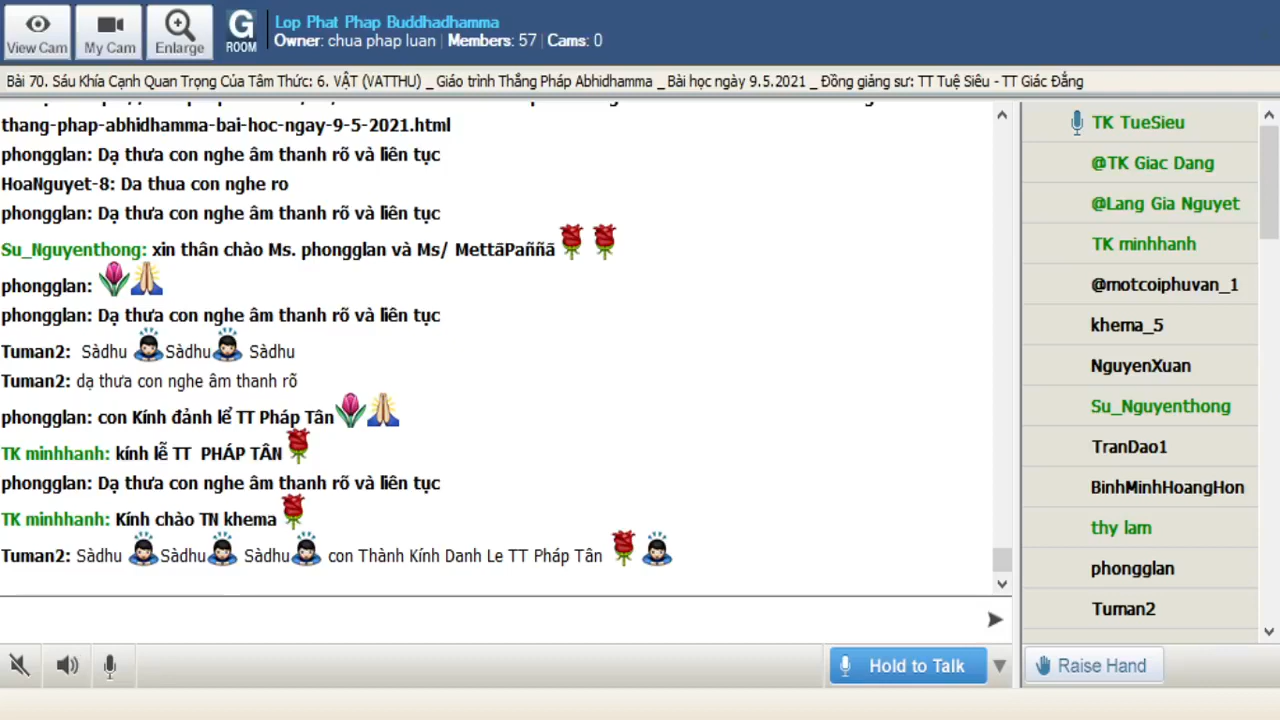 View Cam
My Cam
Enlarge
G
ROOM
Lop Phat Phap Buddhadhamma
Owner: chua phap luan | Members: 57 | Cams: 0
Bài 70. Sáu Khía Cạnh Quan Trọng Của Tâm Thức: 6. VẬT (VATTHU) _ Giáo trình Thắng Pháp Abhidhamma _ Bài học ngày 9.5.2021 _ Đồng giảng sư: TT Tuệ Siêu - TT Giác Đẳng
thang-phap-abhidhamma-bai-hoc-ngay-9-5-2021.html
phongglan: Dạ thưa con nghe âm thanh rõ và liên tục
HoaNguyet-8: Da thua con nghe ro
phongglan: Dạ thưa con nghe âm thanh rõ và liên tục
Su_Nguyenthong: xin thân chào Ms. phongglan và Ms/ MettāPaññā
phongglan:
phongglan: Dạ thưa con nghe âm thanh rõ và liên tục
Tuman2: Sàdhu Sàdhu Sàdhu
Tuman2: dạ thưa con nghe âm thanh rõ
phongglan: con Kính đảnh lể TT Pháp Tân
TK minhhanh: kính lễ TT PHÁP TÂN
phongglan: Dạ thưa con nghe âm thanh rõ và liên tục
TK minhhanh: Kính chào TN khema
Tuman2: Sàdhu Sàdhu Sàdhu con Thành Kính Danh Le TT Pháp Tân
TK TueSieu
@TK Giac Dang
@Lang Gia Nguyet
TK minhhanh
@motcoiphuvan_1
khema_5
NguyenXuan
Su_Nguyenthong
TranDao1
BinhMinhHoangHon
thy lam
phongglan
Tuman2
Hold to Talk
Raise Hand